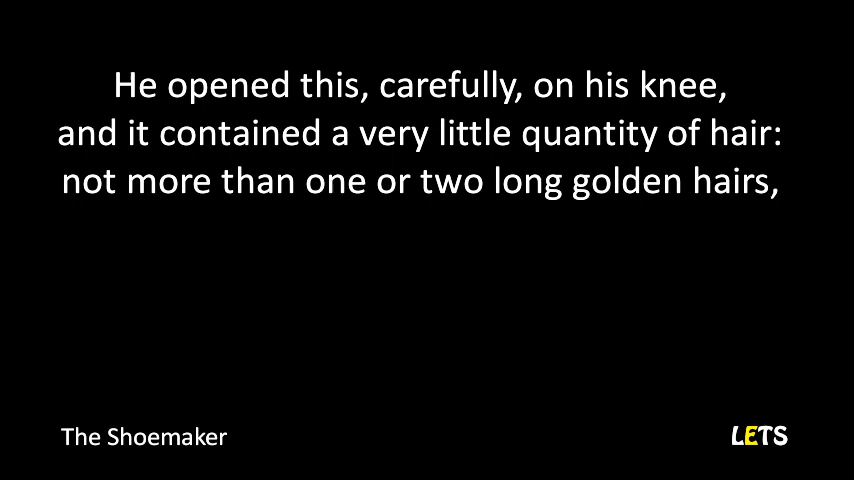 He opened this, carefully, on his knee,
and it contained a very little quantity of hair:
not more than one or two long golden hairs,
The Shoemaker
LETS